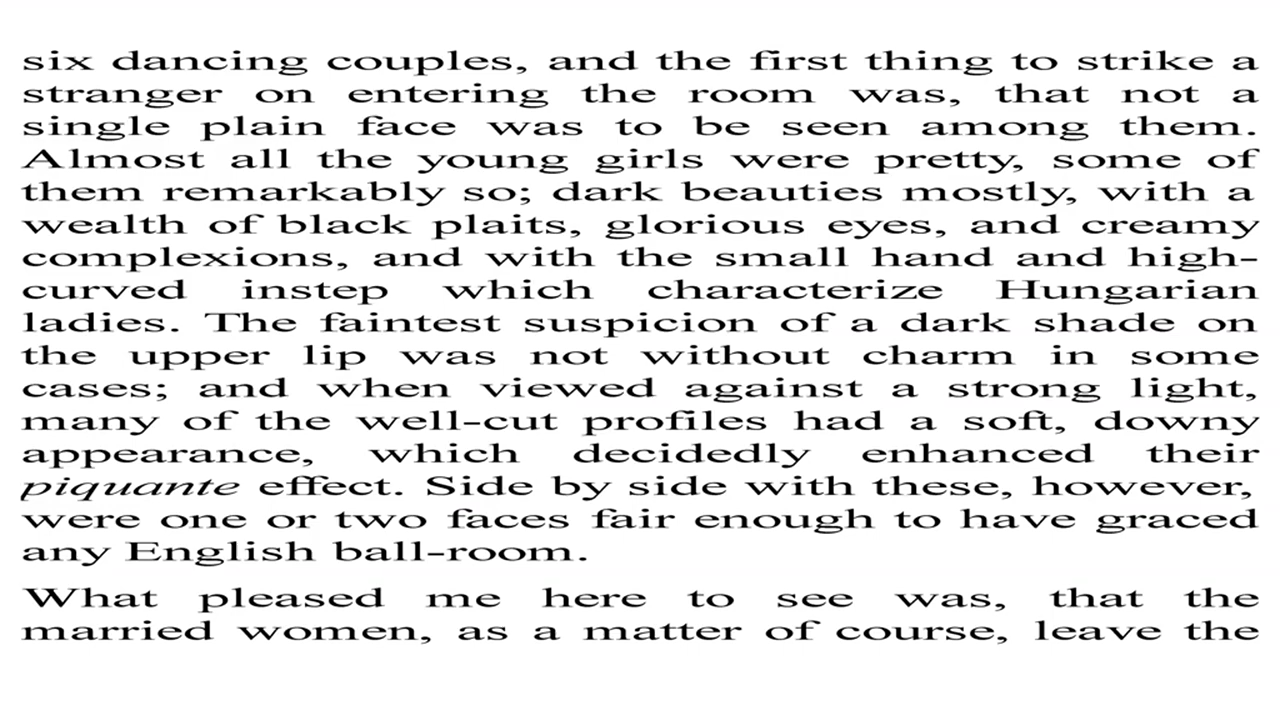 six dancing couples, and the first thing to strike a
stranger on entering the room was, that not a
single plain face was to be seen among them.
Almost all the young girls were pretty, some of
them remarkably so; dark beauties mostly, with a
wealth of black plaits, glorious eyes, and creamy
complexions, and with the small hand and high-
curved instep which characterize Hungarian
ladies. The faintest suspicion of a dark shade on
the upper lip was not without charm in some
cases; and when viewed against a strong light,
many of the well-cut profiles had a soft, downy
appearance, which decidedly enhanced their
piquante effect. Side by side with these, however,
were one or two faces fair enough to have graced
any English ball-room.
What pleased me here to see was, that the
married women, as a matter of course, leave the